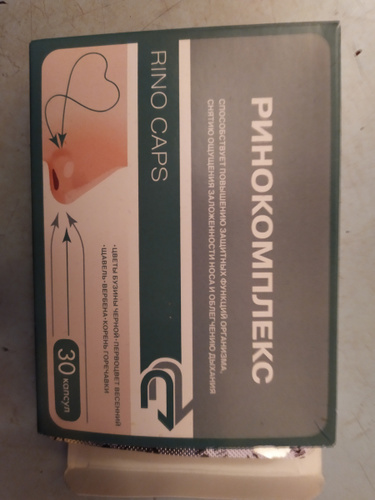 РИНОКОМПЛЕКС
СПОСОБСТВУЕТ ПОВЫШЕНИЮ ЗАЩИТНЫХ ФУНКЦИЙ ОРГАНИЗМА,
СНЯТИЮ ОЩУЩЕНИЯ ЗАЛОЖЕННОСТИ НОСА И ОБЛЕГЧЕНИЮ ДЫХАНИЯ
RINO CAPS
•ЦВЕТЫ БУЗИНЫ ЧЕРНОЙ•ПЕРВОЦВЕТ ВЕСЕННИЙ
•ЩАВЕЛЬ•ВЕРБЕНА•КОРЕНЬ ГОРЕЧАВКИ
30 капсул